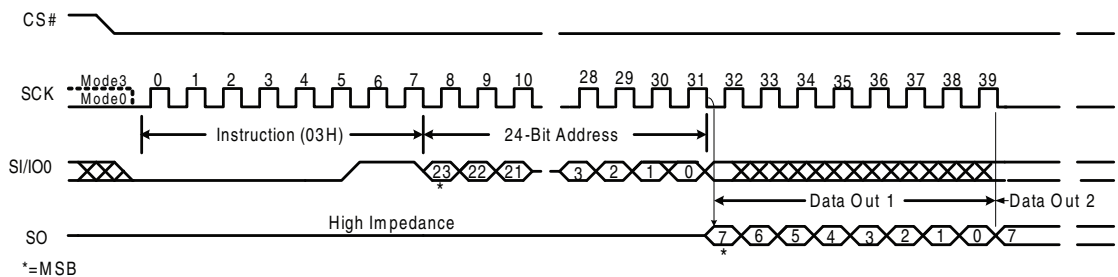 CS#
Mode3
SCK Mode0
0 1 2 3 4 5 6 7 8 9 10 28 29 30 31 32 33 34 35 36 37 38 39
Instruction (03H) 24-Bit Address
SI/IO0 23 22 21 3 2 1 0
*
Data Out 1 Data Out 2
High Impedance
SO 7 6 5 4 3 2 1 0 7
*
*=MSB